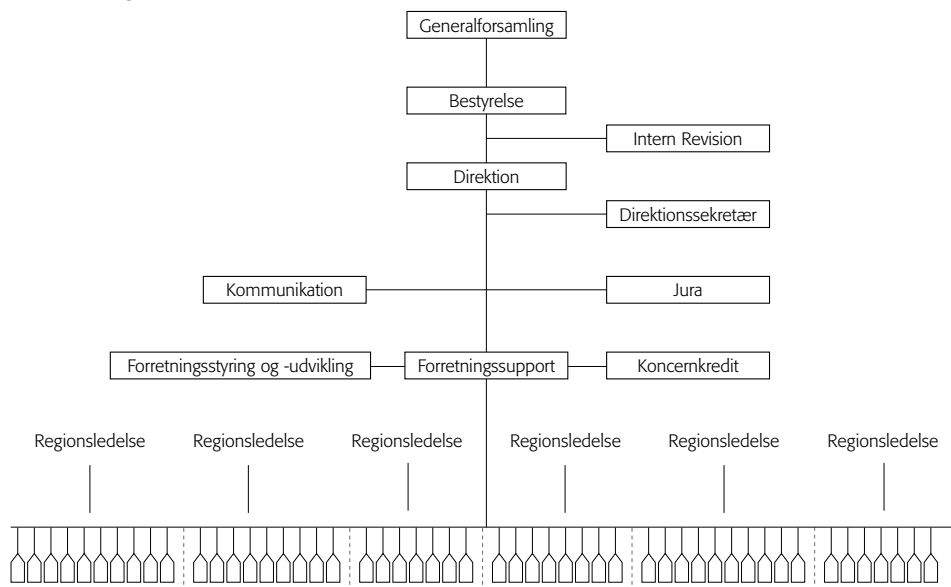 Generalforsamling
Bestyrelse
Intern Revision
Direktion
Direktionssekretær
Kommunikation
Jura
Forretningsstyring og -udvikling
Forretningssupport
Koncernkredit
Regionsledelse
Regionsledelse
Regionsledelse
Regionsledelse
Regionsledelse
Regionsledelse